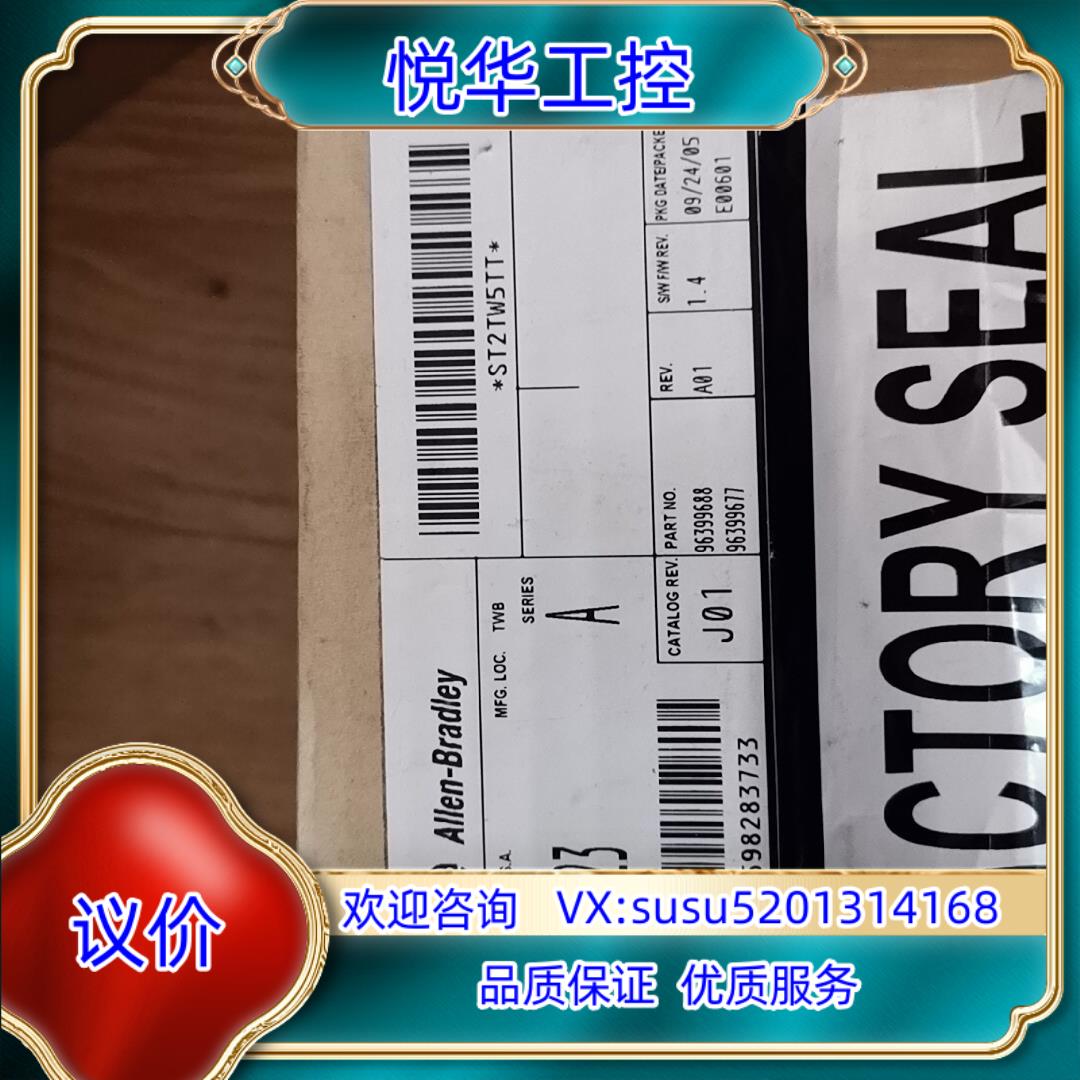 悦华工控
*ST2TW5TT*
PKG DATE/PACKE
09/24/05
E00601
S/W F/W REV.
1.4
REV.
A01
PART NO.
96399688
96399677
CATALOG REV.
J01
MFG. LOC. TWB
SERIES
A
Allen-Bradley
S.A.
23
598283733
CTORY SEAL
议价
欢迎咨询 VX:susu5201314168
品质保证 优质服务